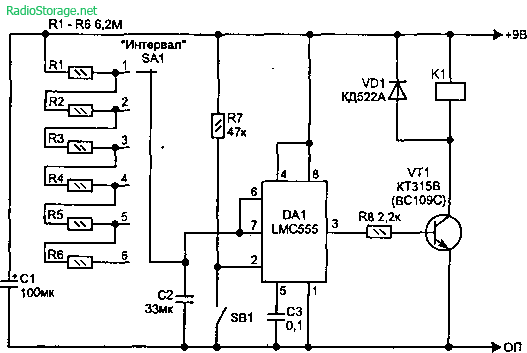 RadioStorage.net
R1 - R6 6,2М
+9В
"Интервал"
SA1
R1
1
R2
2
R3
3
R4
4
R5
5
R6
6
R7
47к
VD1
КД522А
K1
4
8
6
7
2
DA1
LMC555
3
5
1
R8 2,2к
VT1
КТ315В
(BC109C)
C1
100мк
C2
33мк
SB1
C3
0,1
ОП